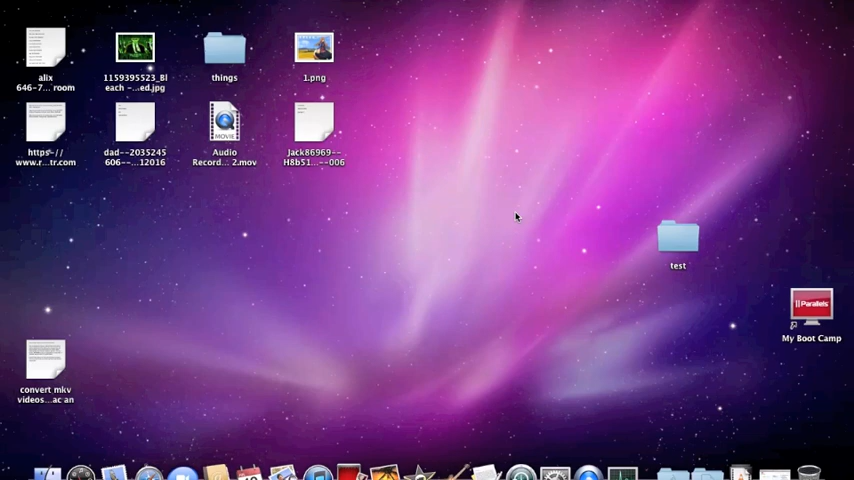 alix
646-7... room
1159395523_Bl
each -...ed.jpg
things
1.png
https-//
www.r...tr.com
dad--2035245
606--...12016
Audio
Record... 2.mov
Jack86969--
H8b51...--006
MOVIE
test
Parallels
My Boot Camp
convert mkv
videos...ac an